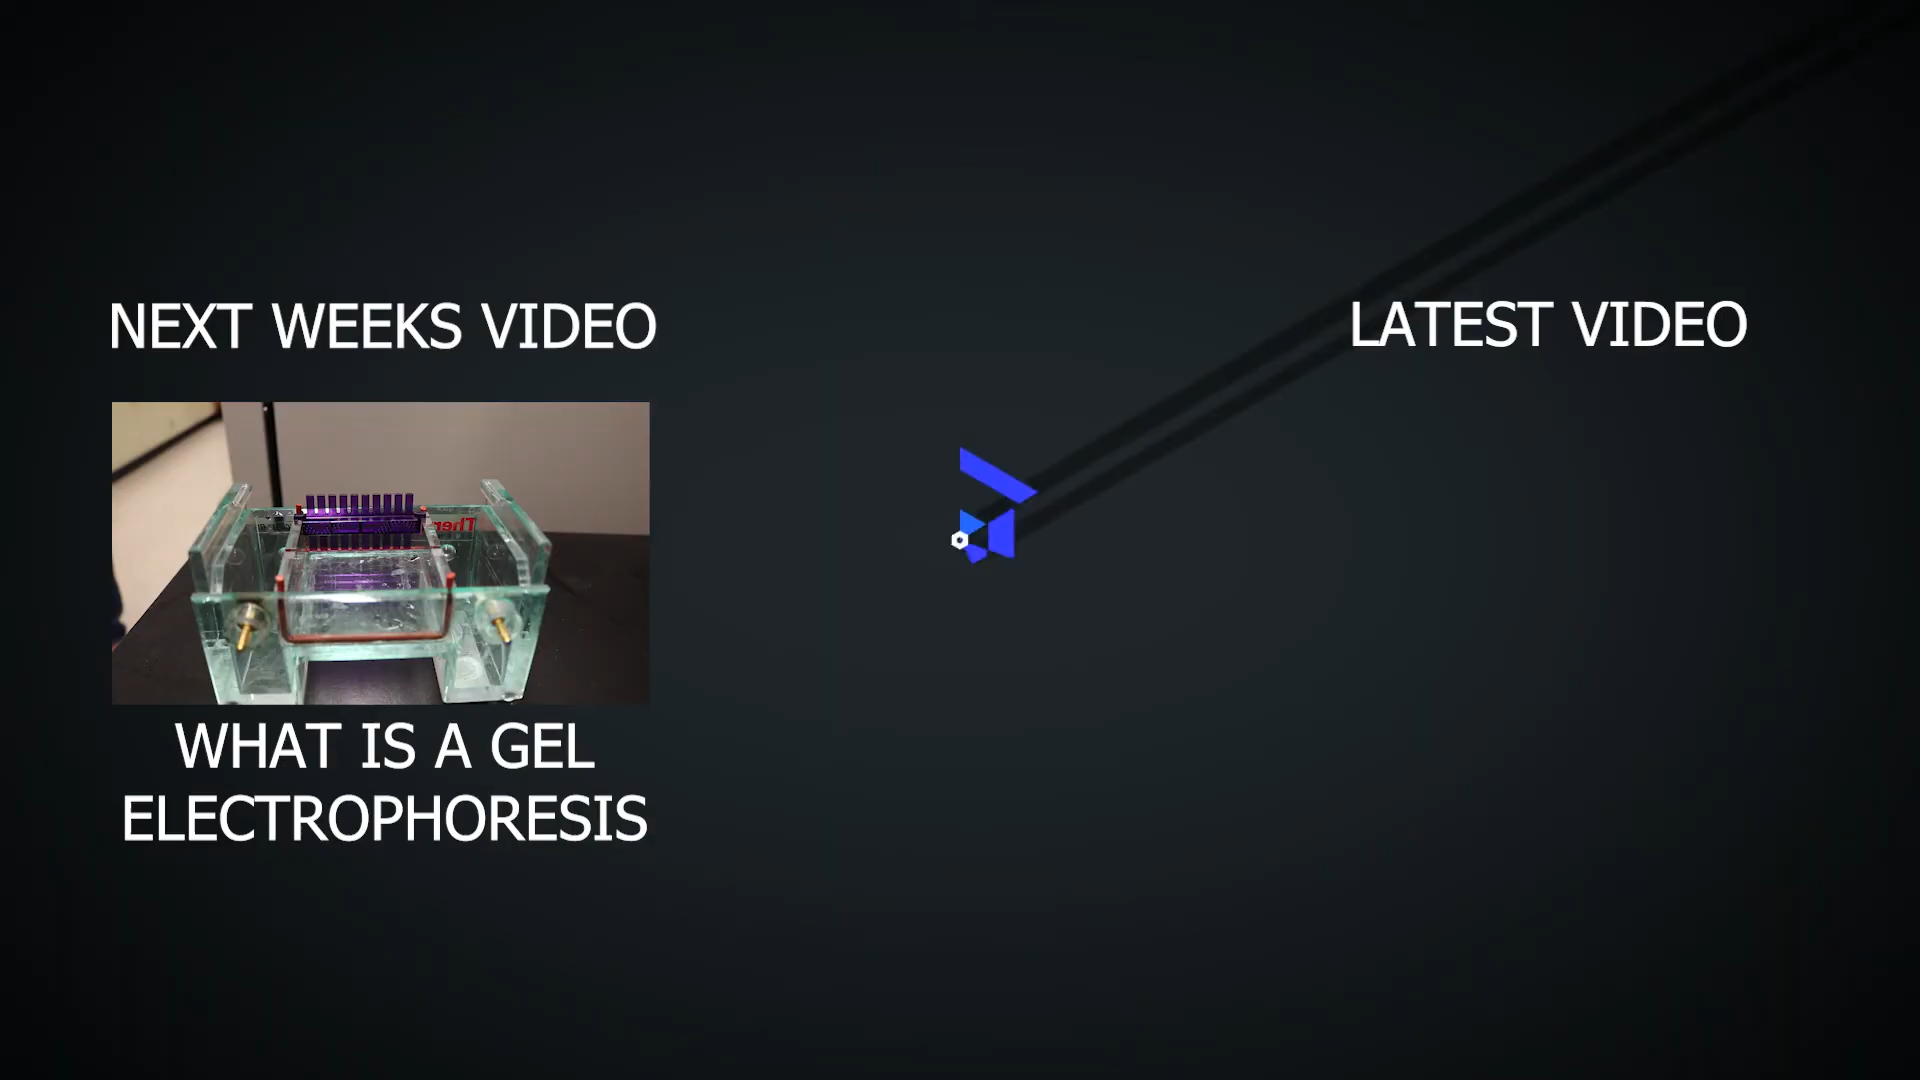 NEXT WEEKS VIDEO
LATEST VIDEO
WHAT IS A GEL
ELECTROPHORESIS